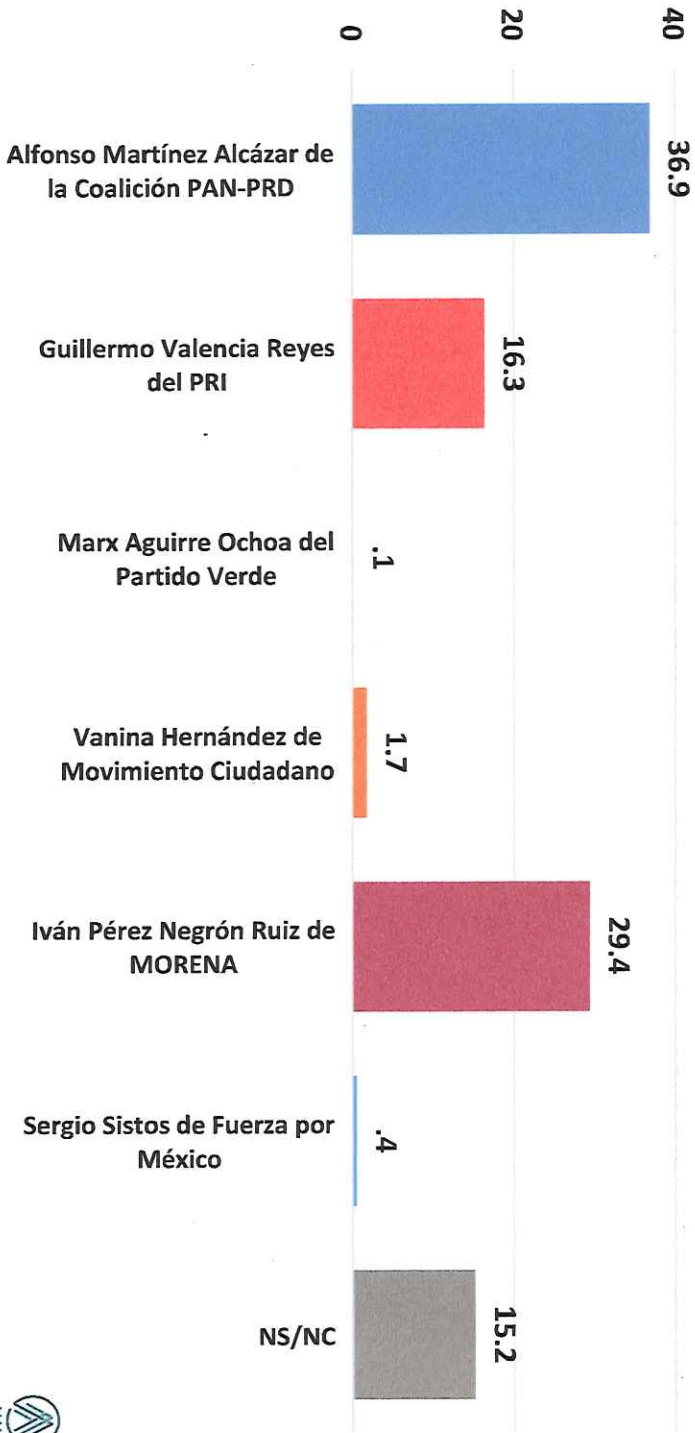 40
20
0
36.9
16.3
.1
1.7
29.4
.4
15.2
Alfonso Martínez Alcázar de
la Coalición PAN-PRD
Guillermo Valencia Reyes
del PRI
Marx Aguirre Ochoa del
Partido Verde
Vanina Hernández de
Movimiento Ciudadano
Iván Pérez Negrón Ruiz de
MORENA
Sergio Sistos de Fuerza por
México
NS/NC